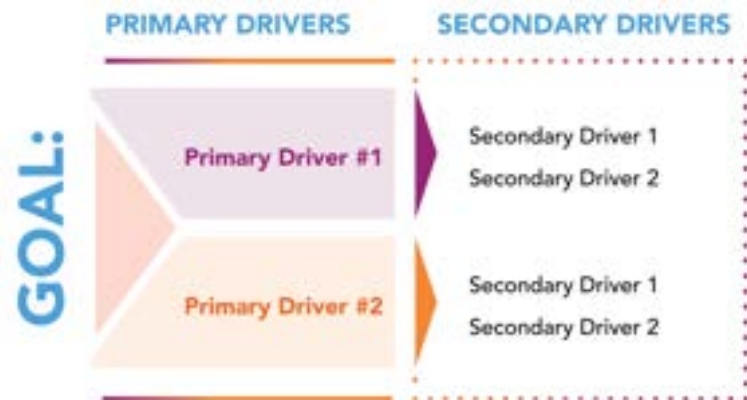 PRIMARY DRIVERS
SECONDARY DRIVERS
GOAL:
Primary Driver #1
Secondary Driver 1
Secondary Driver 2
Primary Driver #2
Secondary Driver 1
Secondary Driver 2